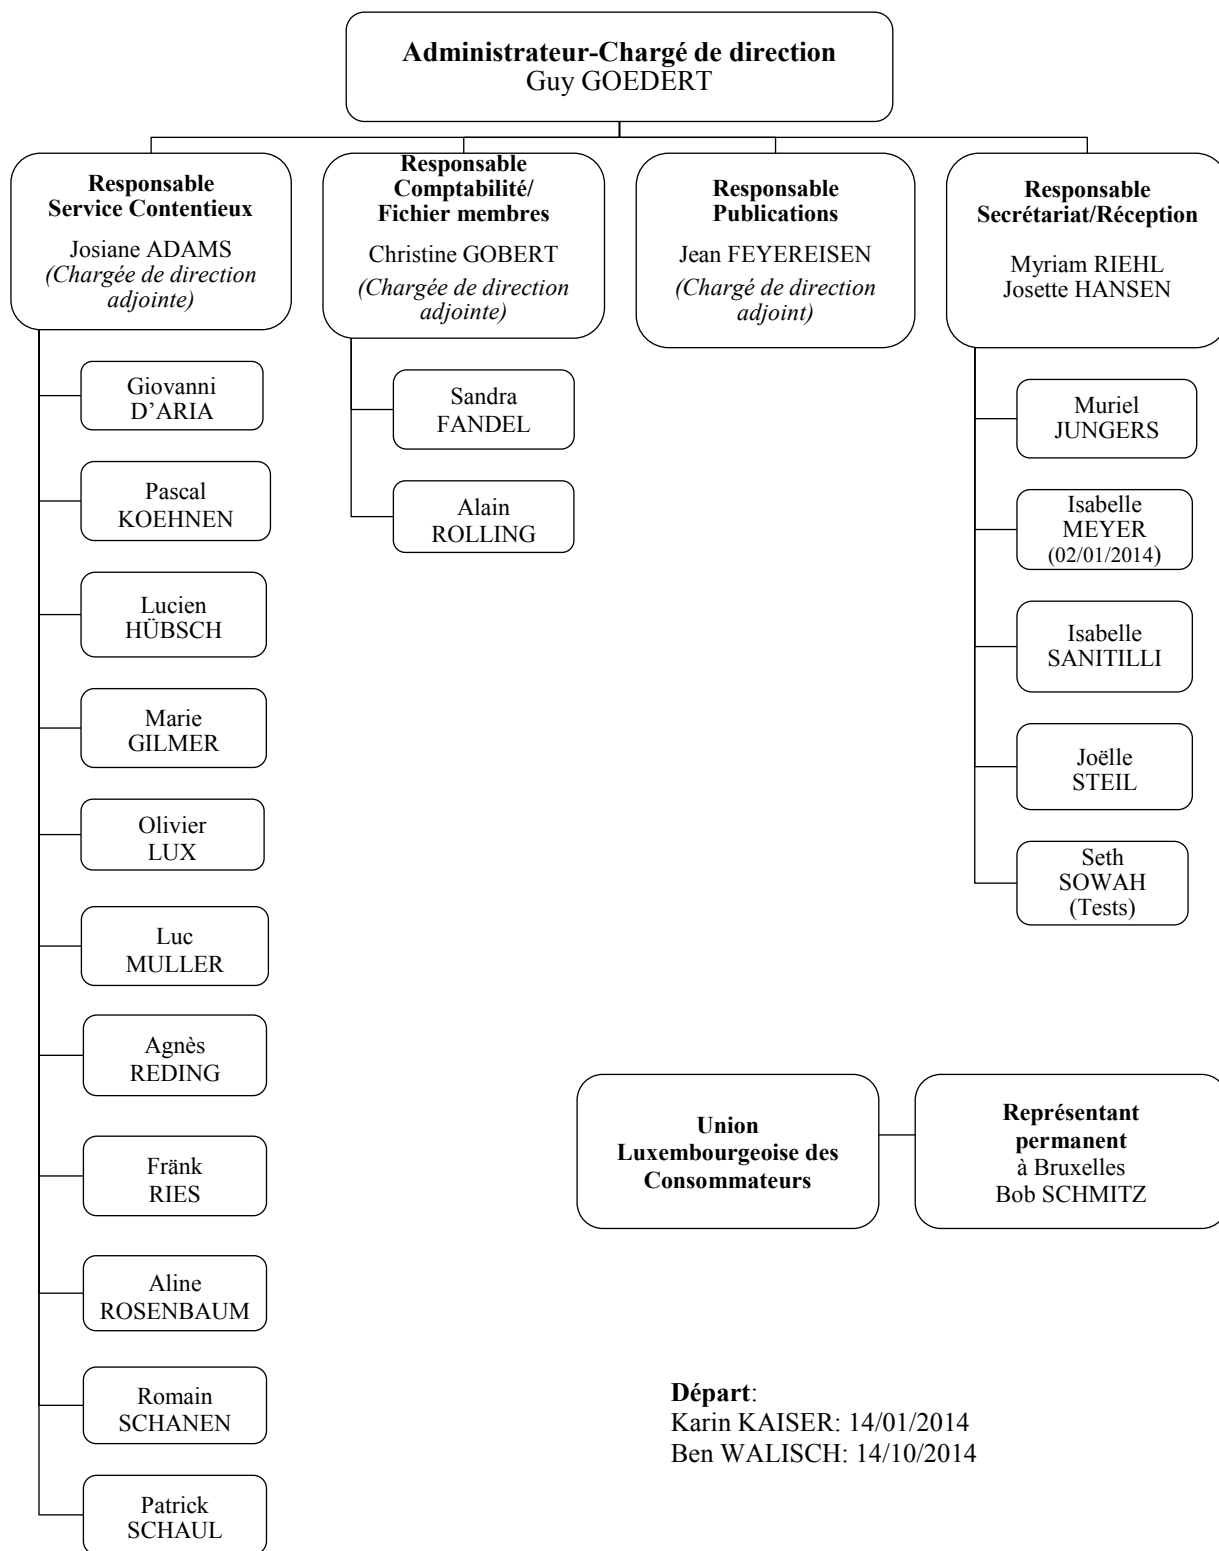 Administrateur-Chargé de direction
Guy GOEDERT
Responsable
Service Contentieux
Josiane ADAMS
(Chargée de direction
adjointe)
Responsable
Comptabilité/
Fichier membres
Christine GOBERT
(Chargée de direction
adjointe)
Responsable
Publications
Jean FEYEREISEN
(Chargé de direction
adjoint)
Responsable
Secrétariat/Réception
Myriam RIEHL
Josette HANSEN
Giovanni
D’ARIA
Pascal
KOEHNEN
Lucien
HÜBSCH
Marie
GILMER
Olivier
LUX
Luc
MULLER
Agnès
REDING
Fränk
RIES
Aline
ROSENBAUM
Romain
SCHANEN
Patrick
SCHAUL
Sandra
FANDEL
Alain
ROLLING
Muriel
JUNGERS
Isabelle
MEYER
(02/01/2014)
Isabelle
SANITILLI
Joëlle
STEIL
Seth
SOWAH
(Tests)
Union
Luxembourgeoise des
Consommateurs
Représentant
permanent
à Bruxelles
Bob SCHMITZ
Départ:
Karin KAISER: 14/01/2014
Ben WALISCH: 14/10/2014